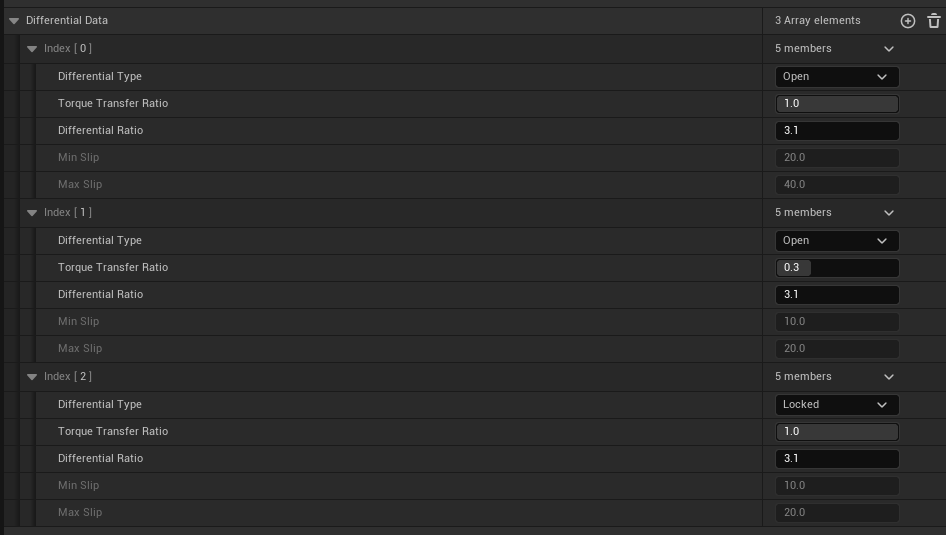 Differential Data 3 Array elements
Index [ 0 ] 5 members
Differential Type Open
Torque Transfer Ratio 1.0
Differential Ratio 3.1
Min Slip 20.0
Max Slip 40.0
Index [ 1 ] 5 members
Differential Type Open
Torque Transfer Ratio 0.3
Differential Ratio 3.1
Min Slip 10.0
Max Slip 20.0
Index [ 2 ] 5 members
Differential Type Locked
Torque Transfer Ratio 1.0
Differential Ratio 3.1
Min Slip 10.0
Max Slip 20.0